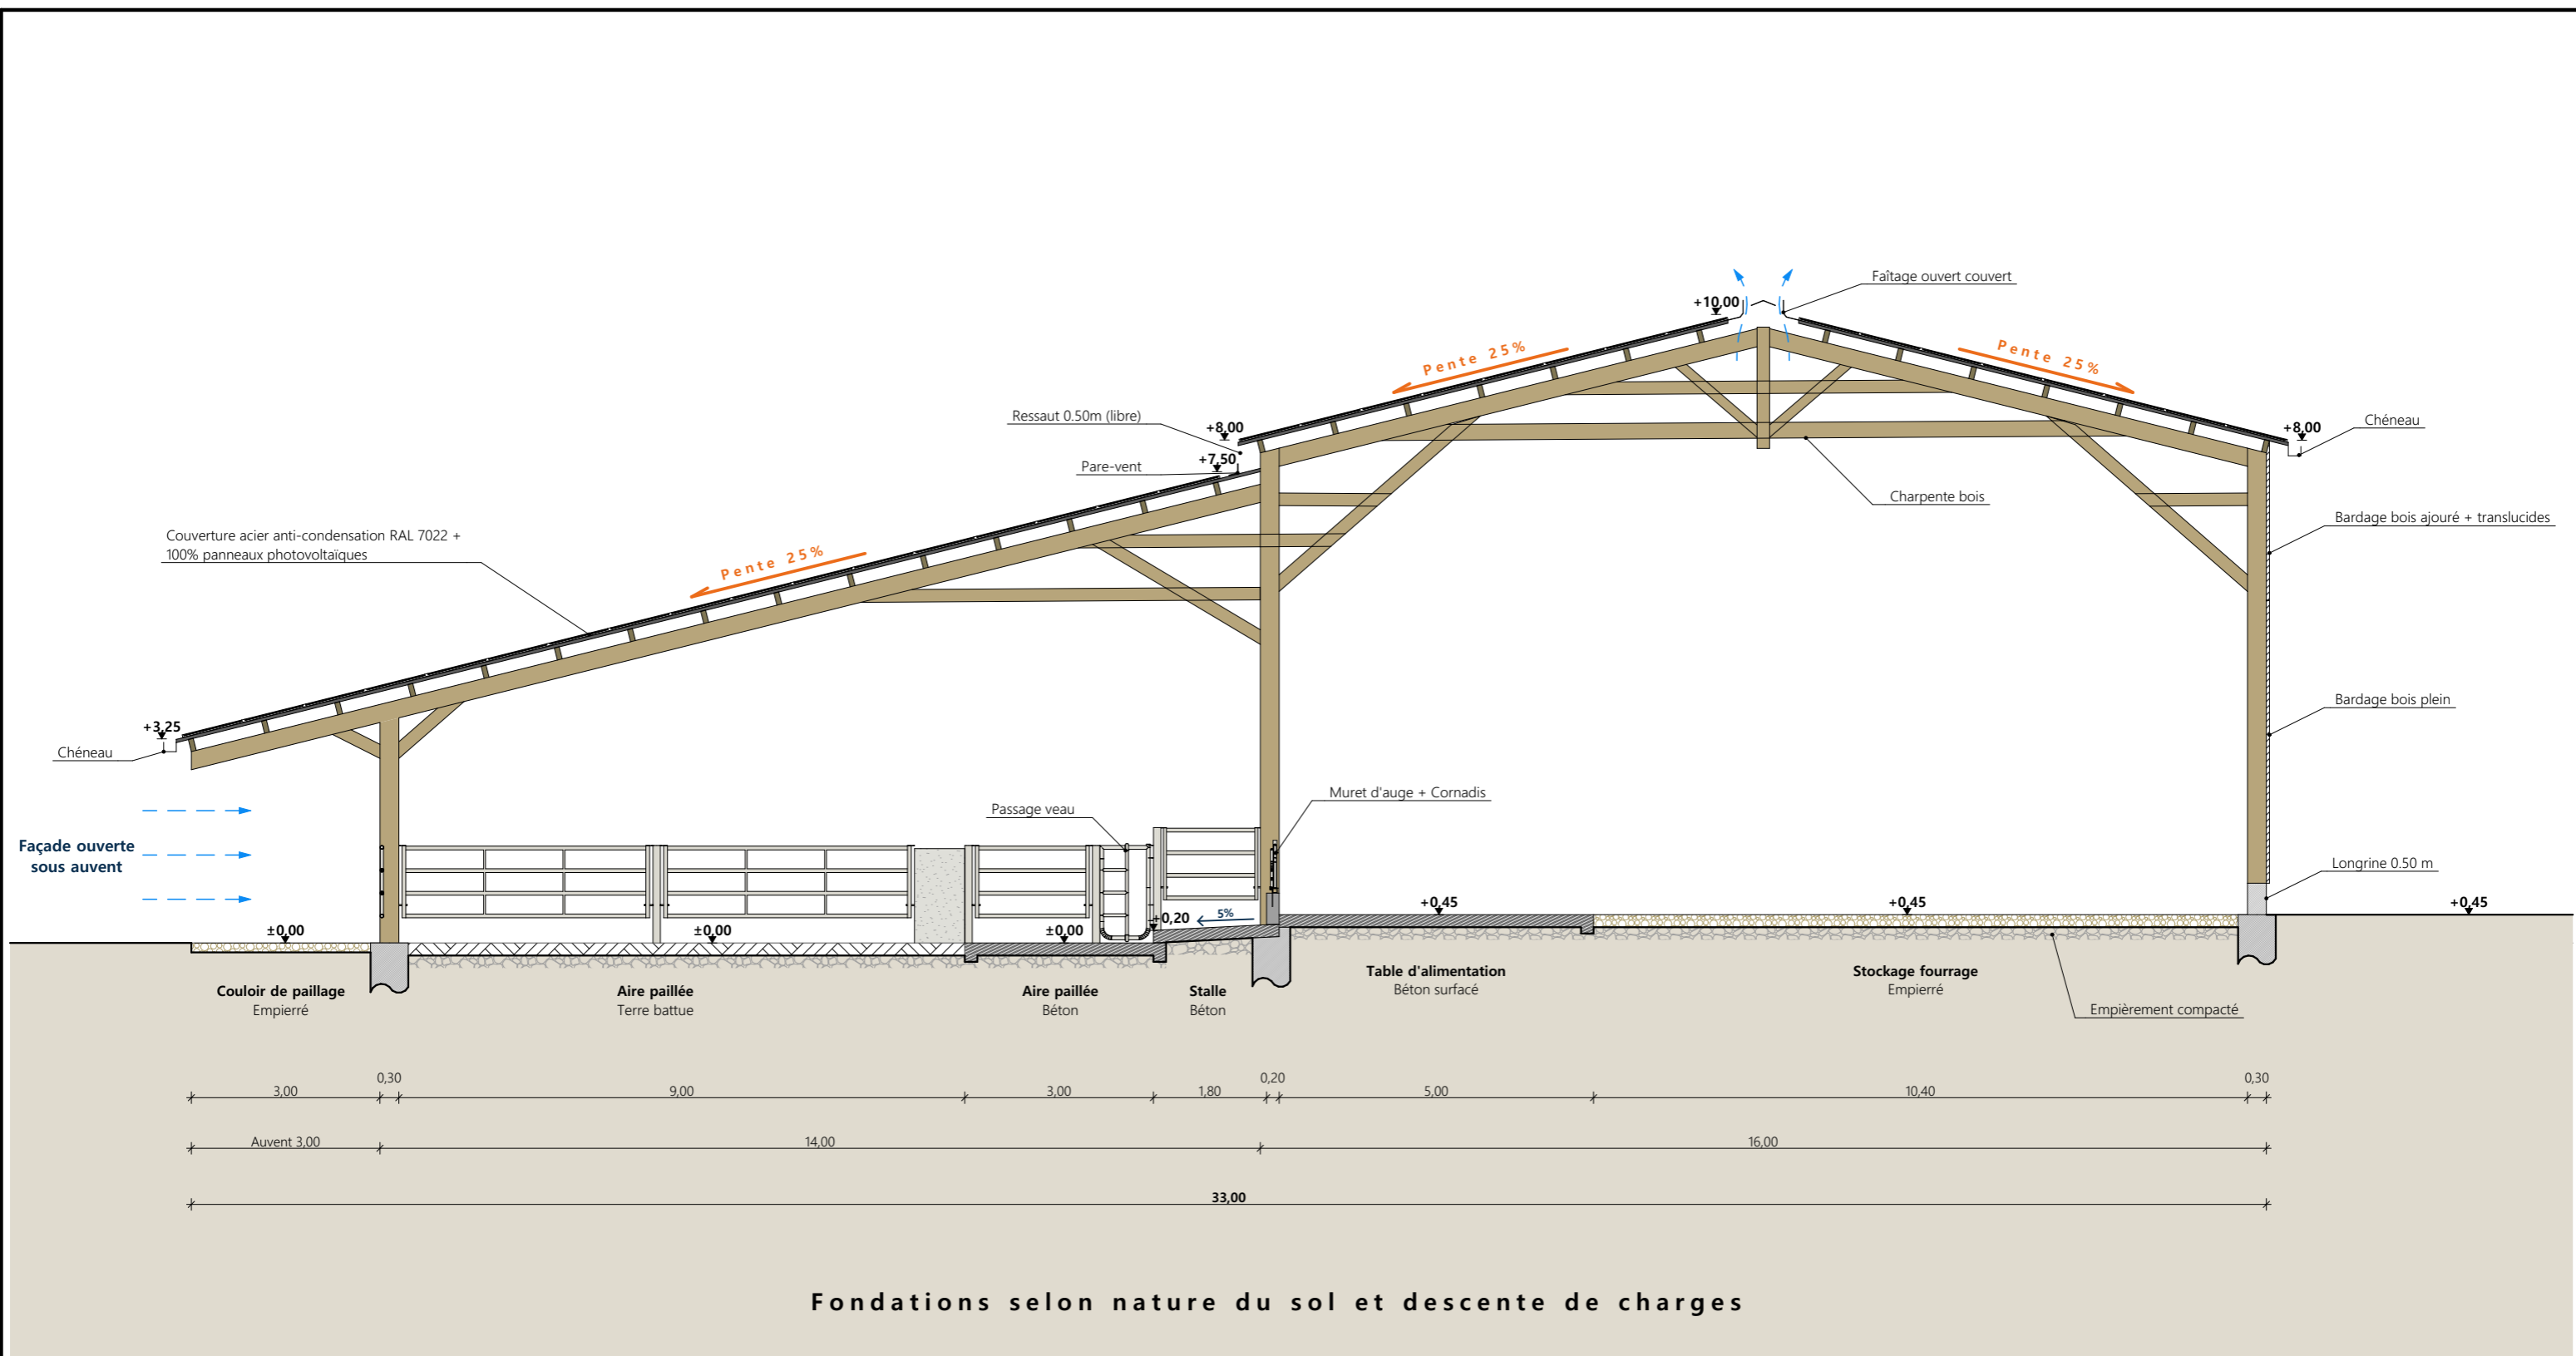 Faîtage ouvert couvert
+10,00
Pente 25%
Pente 25%
Ressaut 0.50m (libre)
+8,00
+8,00
Chéneau
Pare-vent
+7,50
Charpente bois
Bardage bois ajouré + translucides
Couverture acier anti-condensation RAL 7022 +
100% panneaux photovoltaïques
Pente 25%
Bardage bois plein
+3,25
Chéneau
Muret d'auge + Cornadis
Passage veau
Façade ouverte
sous auvent
Longrine 0.50 m
+0,45
+0,45
+0,45
+0,20
5%
±0,00
±0,00
±0,00
Couloir de paillage
Empierré
Aire paillée
Terre battue
Aire paillée
Béton
Stalle
Béton
Table d'alimentation
Béton surfacé
Stockage fourrage
Empierré
Empièrement compacté
3,00
0,30
9,00
3,00
1,80
0,20
5,00
10,40
0,30
Auvent 3,00
14,00
16,00
33,00
Fondations selon nature du sol et descente de charges